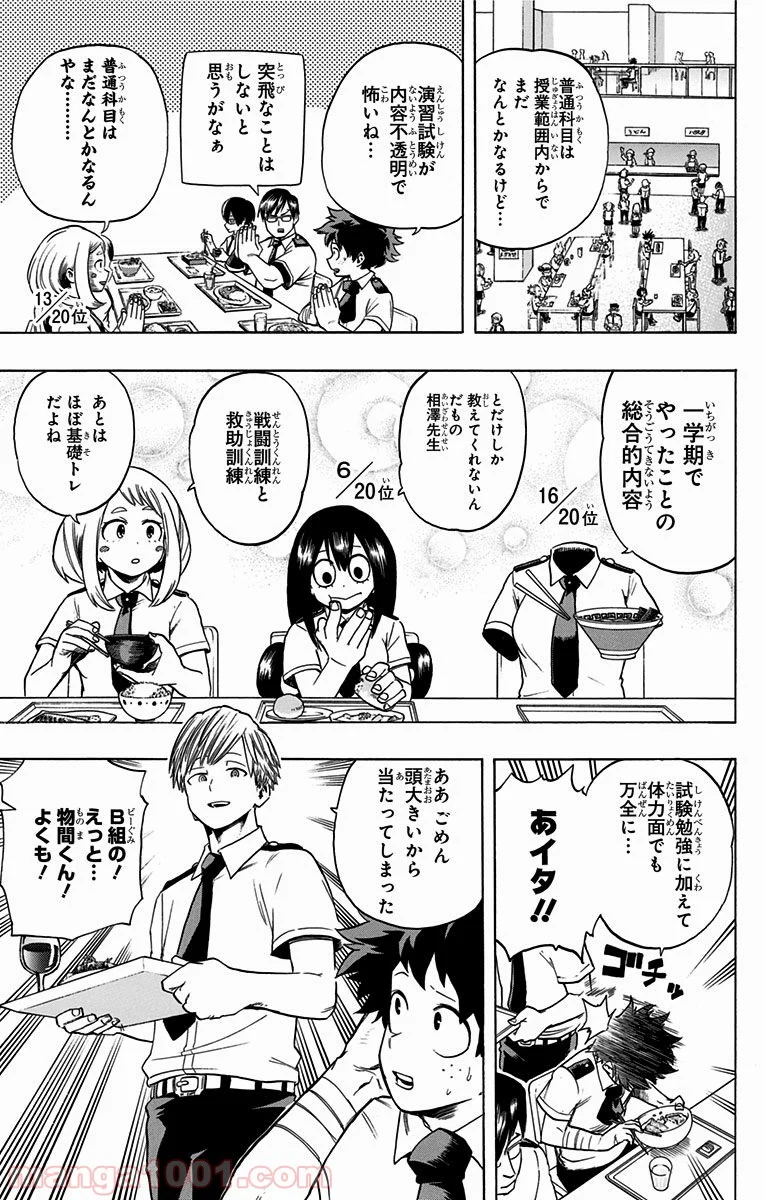 普通科目は
授業範囲内からで
まだ
なんとかなるけど…
うどん
演習試験が
内容不透明で
怖いね…
突飛なことは
しないと
思うがなぁ
普通科目は
まだなんとかなるん
やな………
13/20位
一学期で
やったことの
総合的内容
16/20位
とだけしか
教えてくれないん
だもの
相澤先生
6/20位
戦闘訓練と
救助訓練
あとは
ほぼ基礎トレ
だよね
試験勉強に加えて
体力面でも
万全に…
あイタ!!
ゴチッ
ああ ごめん
頭大きいから
当たってしまった
B組の!
えっと…
物間くん!
よくも!
manga1001.com